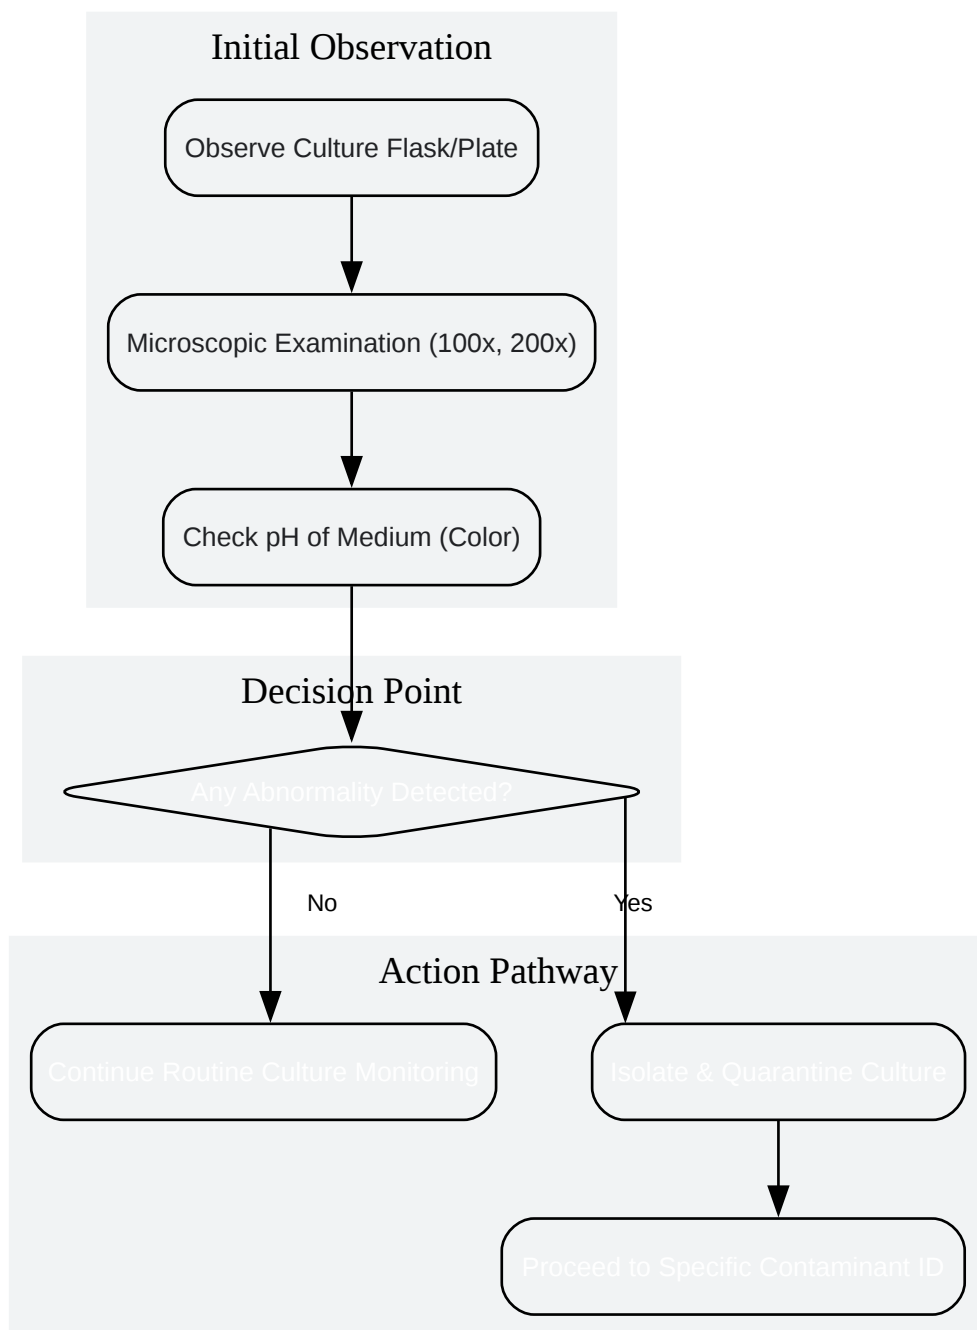 Initial Observation
Observe Culture Flask/Plate
Microscopic Examination (100x, 200x)
Check pH of Medium (Color)
Decision Point
Any Abnormality Detected?
No
Yes
Action Pathway
Continue Routine Culture Monitoring
Isolate & Quarantine Culture
Proceed to Specific Contaminant ID